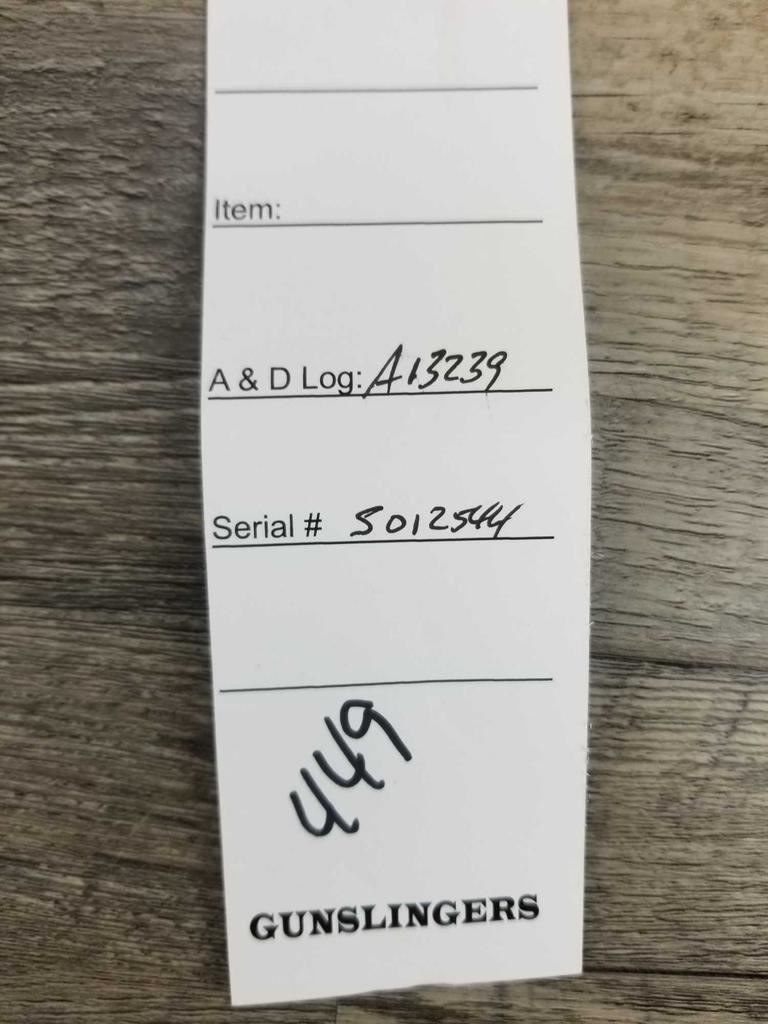 Item:
A & D Log: A13239
Serial # S012544
449
GUNSLINGERS